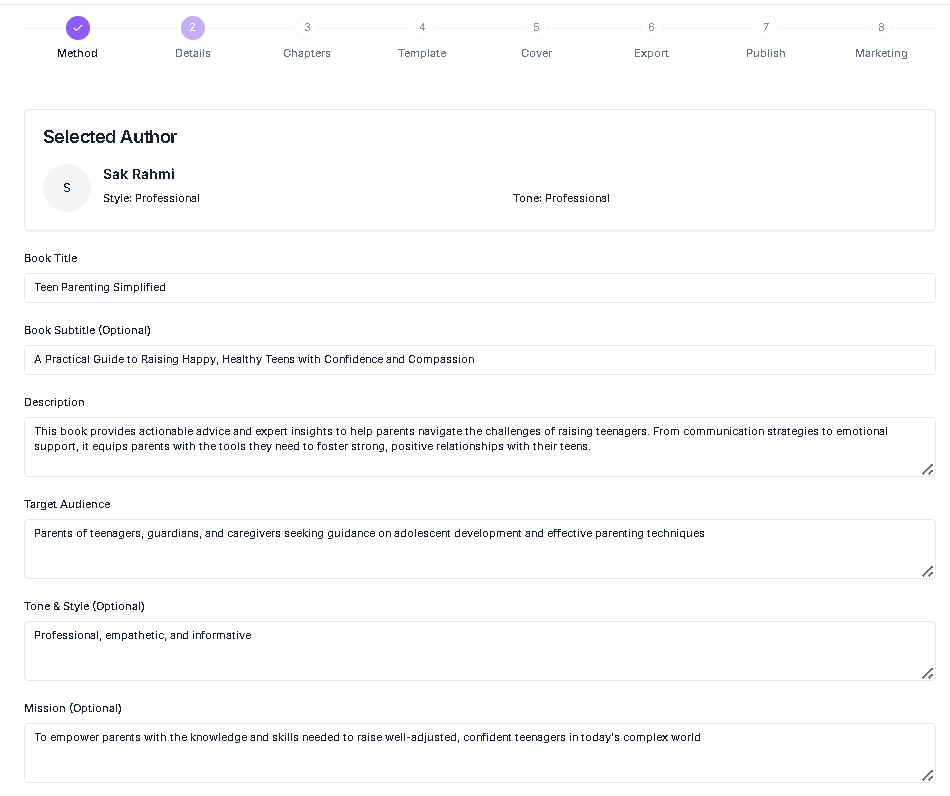 2
3
4
5
6
7
8
Method
Details
Chapters
Template
Cover
Export
Publish
Marketing
Selected Author
S
Sak Rahmi
Style: Professional
Tone: Professional
Book Title
Teen Parenting Simplified
Book Subtitle (Optional)
A Practical Guide to Raising Happy, Healthy Teens with Confidence and Compassion
Description
This book provides actionable advice and expert insights to help parents navigate the challenges of raising teenagers. From communication strategies to emotional
support, it equips parents with the tools they need to foster strong, positive relationships with their teens.
Target Audience
Parents of teenagers, guardians, and caregivers seeking guidance on adolescent development and effective parenting techniques
Tone & Style (Optional)
Professional, empathetic, and informative
Mission (Optional)
To empower parents with the knowledge and skills needed to raise well-adjusted, confident teenagers in today's complex world